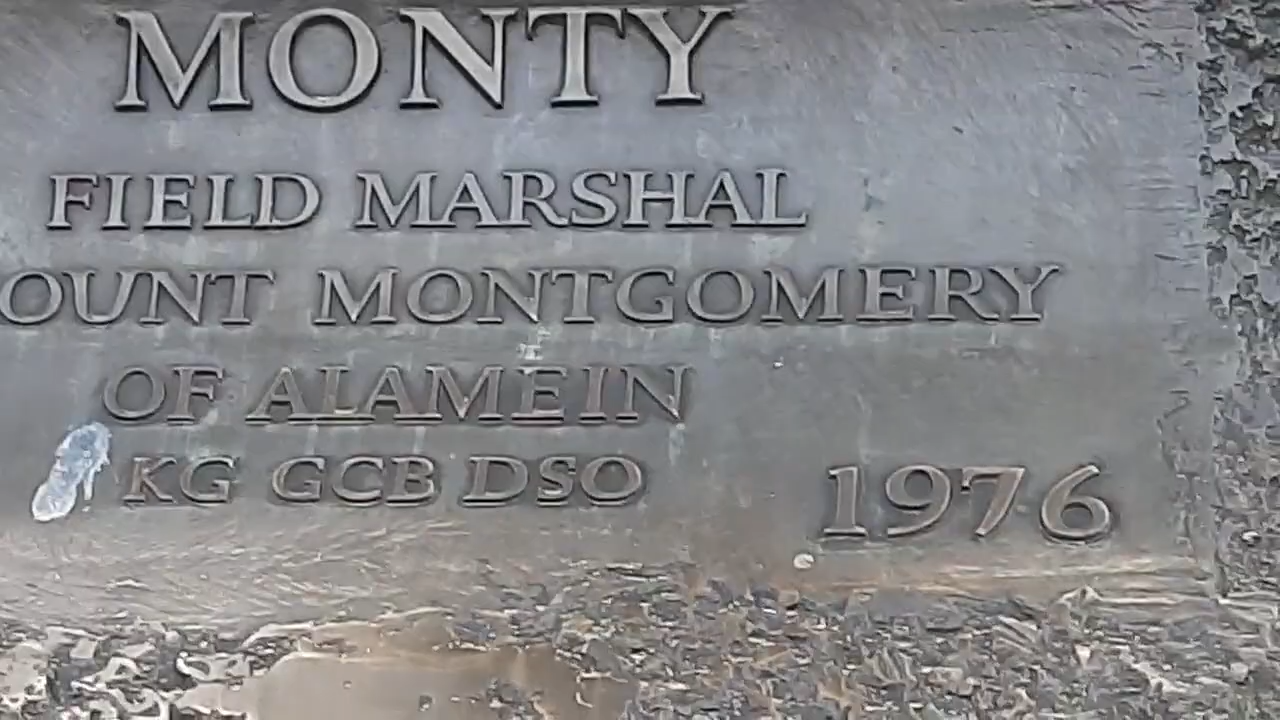 MONTY
FIELD MARSHAL
OUNT MONTGOMERY
OF ALAMEIN
KG GCB DSO 1976